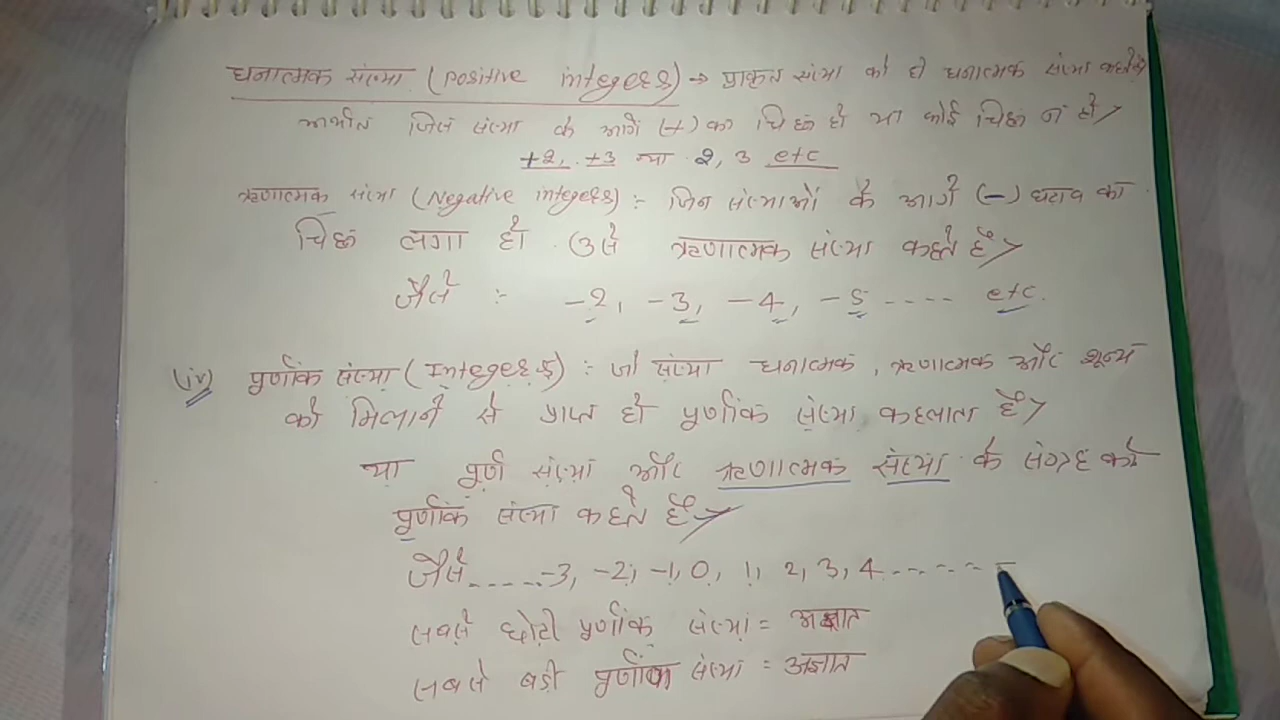 धनात्मक संख्या (Positive integers) → प्राकृत संख्या को ही धनात्मक संख्या कहते
अर्थात जिस संख्या के आगे (+) का चिह्न हो या कोई चिह्न न हो
+2, +3 या 2, 3 etc
ऋणात्मक संख्या (Negative integers) :- जिन संख्याओं के आगे (-) घटाव का
चिह्न लगा हो उसे ऋणात्मक संख्या कहते हैं
जैसे :- -2, -3, -4, -5 ---- etc.
(iv) पूर्णांक संख्या (Integers) :- जो संख्या धनात्मक, ऋणात्मक और शून्य
को मिलाने से प्राप्त हो पूर्णांक संख्या कहलाता है
या पूर्ण संख्या और ऋणात्मक संख्या के संग्रह को
पूर्णांक संख्या कहते हैं
जैसे ..... -3, -2, -1, 0, 1, 2, 3, 4 -------
सबसे छोटी पूर्णांक संख्या = अज्ञात
सबसे बड़ी पूर्णांक संख्या = अज्ञात